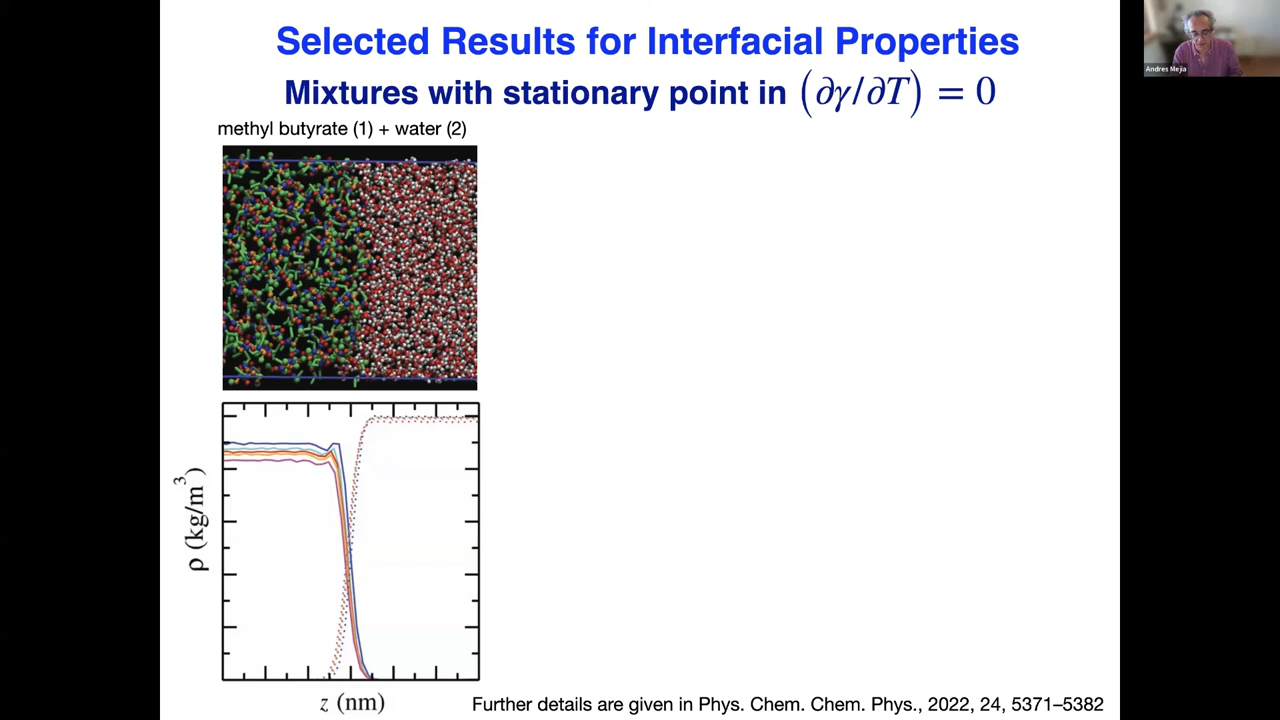 Selected Results for Interfacial Properties
Mixtures with stationary point in (∂γ/∂T) = 0
methyl butyrate (1) + water (2)
ρ (kg/m³)
z (nm)
Further details are given in Phys. Chem. Chem. Phys., 2022, 24, 5371–5382
Andres Mejia